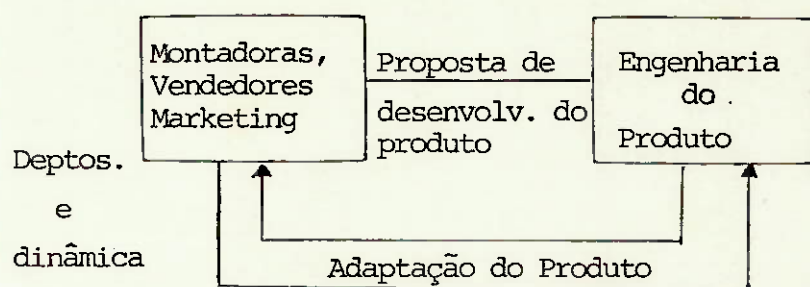 Montadoras,
Vendedores
Marketing
Proposta de
desenvolv. do
produto
Engenharia
do .
Produto
Deptos.
e
dinâmica
Adaptação do Produto